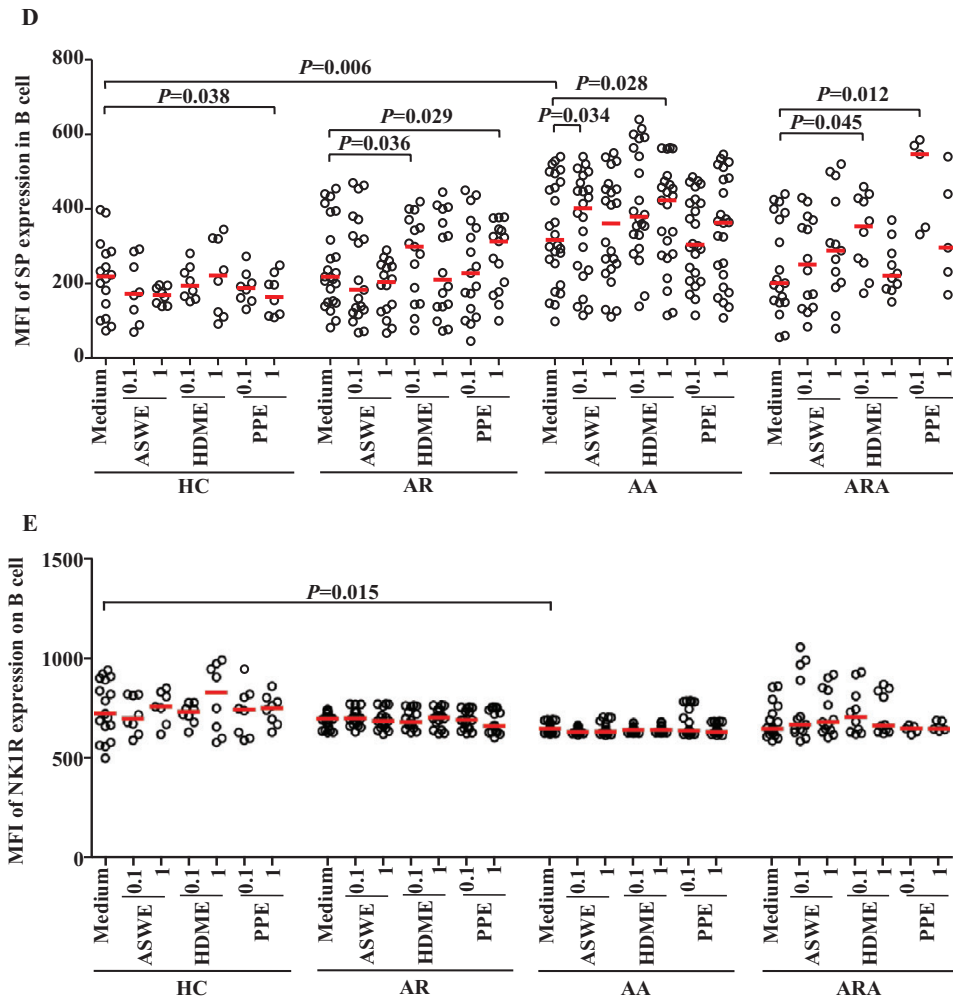 D
MFI of SP expression in B cell
800
600
400
200
0
P=0.006
P=0.038
P=0.029
P=0.036
P=0.028
P=0.034
P=0.012
P=0.045
Medium 0.1 1 0.1 1 0.1 1 Medium 0.1 1 0.1 1 0.1 1 Medium 0.1 1 0.1 1 0.1 1 Medium 0.1 1 0.1 1 0.1 1
ASWE HDME PPE ASWE HDME PPE ASWE HDME PPE ASWE HDME PPE
HC AR AA ARA
E
MFI of NK1R expression on B cell
1500
1000
500
0
P=0.015
Medium 0.1 1 0.1 1 0.1 1 Medium 0.1 1 0.1 1 0.1 1 Medium 0.1 1 0.1 1 0.1 1 Medium 0.1 1 0.1 1 0.1 1
ASWE HDME PPE ASWE HDME PPE ASWE HDME PPE ASWE HDME PPE
HC AR AA ARA